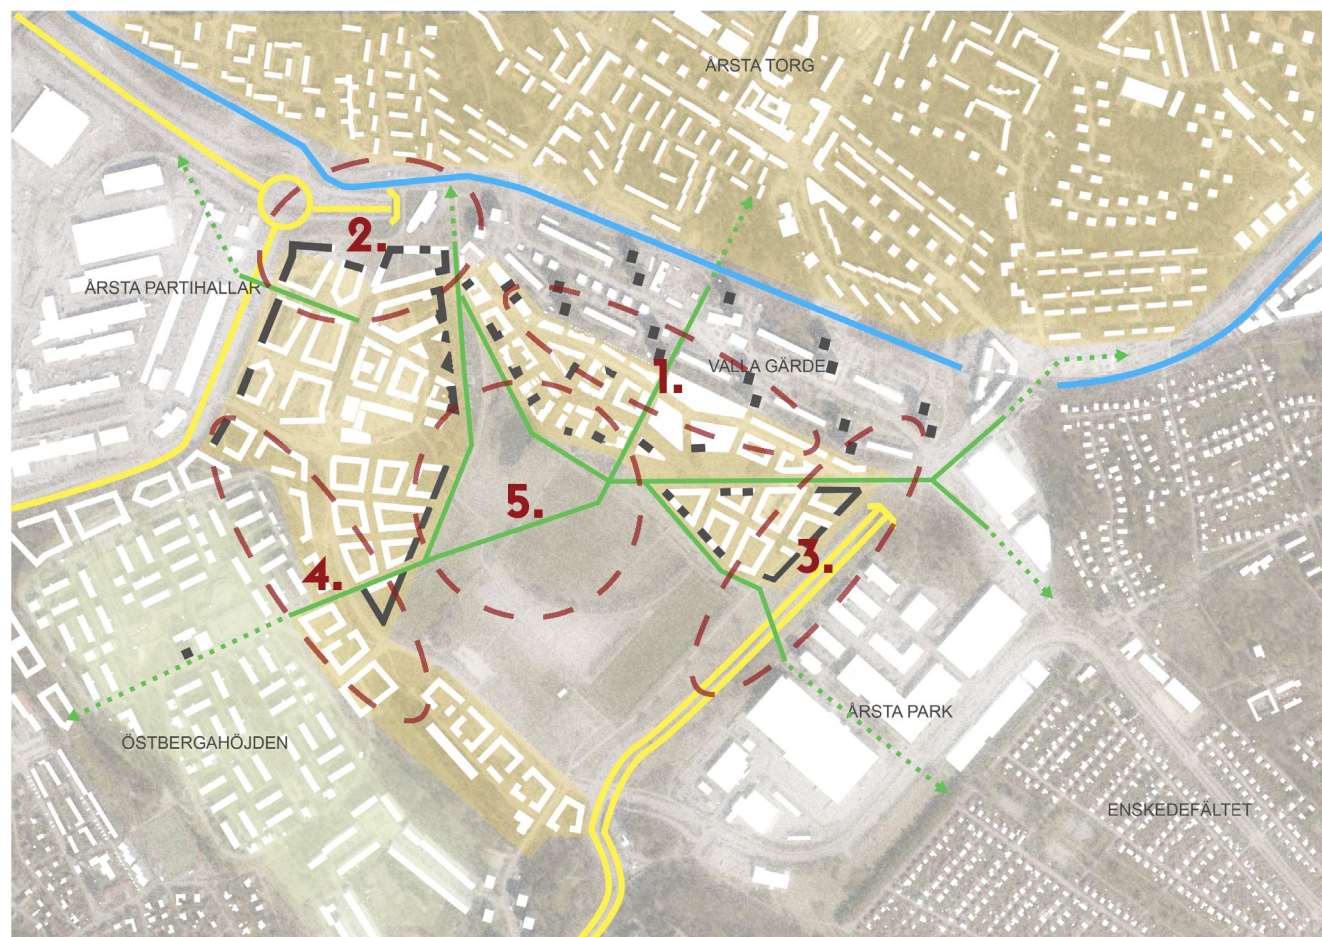 ÅRSTA TORG
2.
ÅRSTA PARTIHALLAR
1.
VALLA GÄRDE
5.
3.
4.
ÅRSTA PARK
ÖSTBERGAHÖJDEN
ENSKEDEFÄLTET